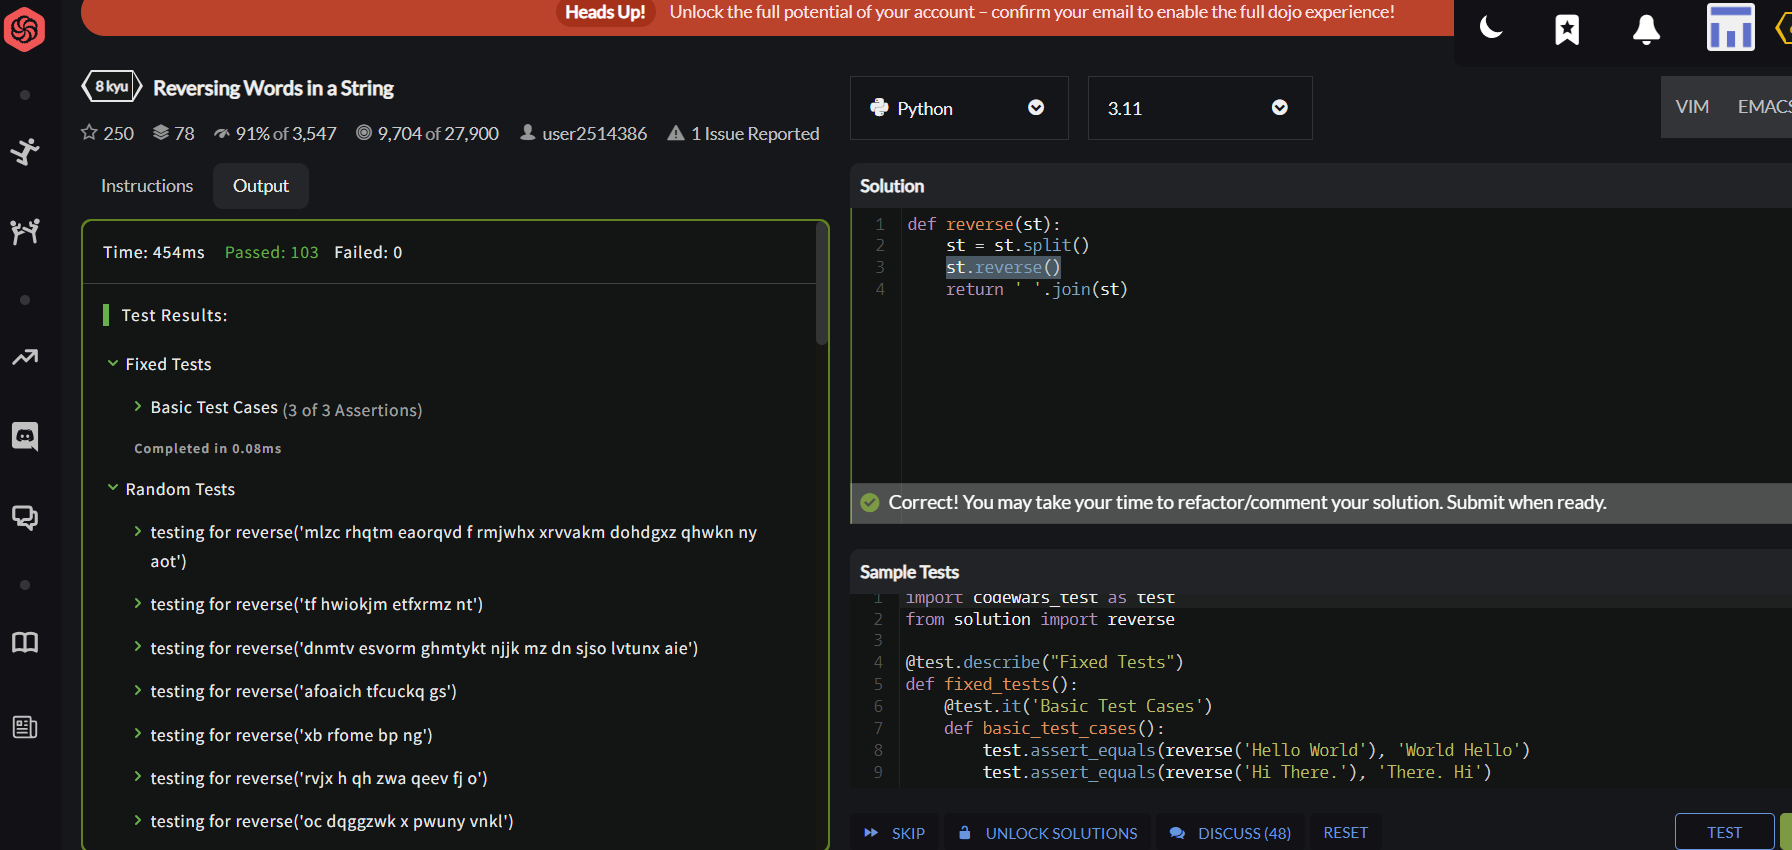 Heads Up! Unlock the full potential of your account – confirm your email to enable the full dojo experience!
8 kyu Reversing Words in a String
250 78 91% of 3,547 9,704 of 27,900 user2514386 1 Issue Reported
Instructions Output
Time: 454ms Passed: 103 Failed: 0
Test Results:
Fixed Tests
Basic Test Cases (3 of 3 Assertions)
Completed in 0.08ms
Random Tests
testing for reverse('mlzc rhqtm eaorqvd f rmjwhx xrvvakm dohdgxz qhwkn ny
aot')
testing for reverse('tf hwiokjm etfxrmz nt')
testing for reverse('dnmtv esvorm ghmtykt njjk mz dn sjso lvtunx aie')
testing for reverse('afoaich tfcuckq gs')
testing for reverse('xb rfome bp ng')
testing for reverse('rvjx h qh zwa qeev fj o')
testing for reverse('oc dqggzwk x pwuny vnkl')
Python 3.11 VIM EMACS
Solution
1 def reverse(st):
2 st = st.split()
3 st.reverse()
4 return ' '.join(st)
Correct! You may take your time to refactor/comment your solution. Submit when ready.
Sample Tests
1 import codewars_test as test
2 from solution import reverse
3
4 @test.describe("Fixed Tests")
5 def fixed_tests():
6 @test.it('Basic Test Cases')
7 def basic_test_cases():
8 test.assert_equals(reverse('Hello World'), 'World Hello')
9 test.assert_equals(reverse('Hi There.'), 'There. Hi')
SKIP UNLOCK SOLUTIONS DISCUSS (48) RESET TEST